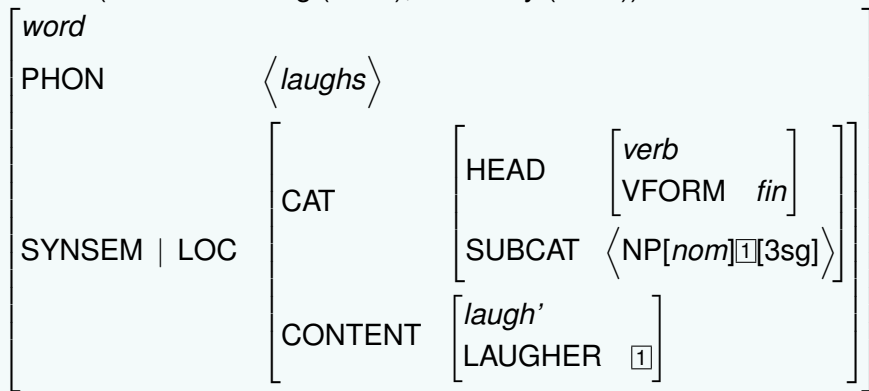 word
PHON ⟨laughs⟩
SYNSEM | LOC
CAT
HEAD
verb
VFORM fin
SUBCAT ⟨NP[nom]1[3sg]⟩
CONTENT
laugh'
LAUGHER 1